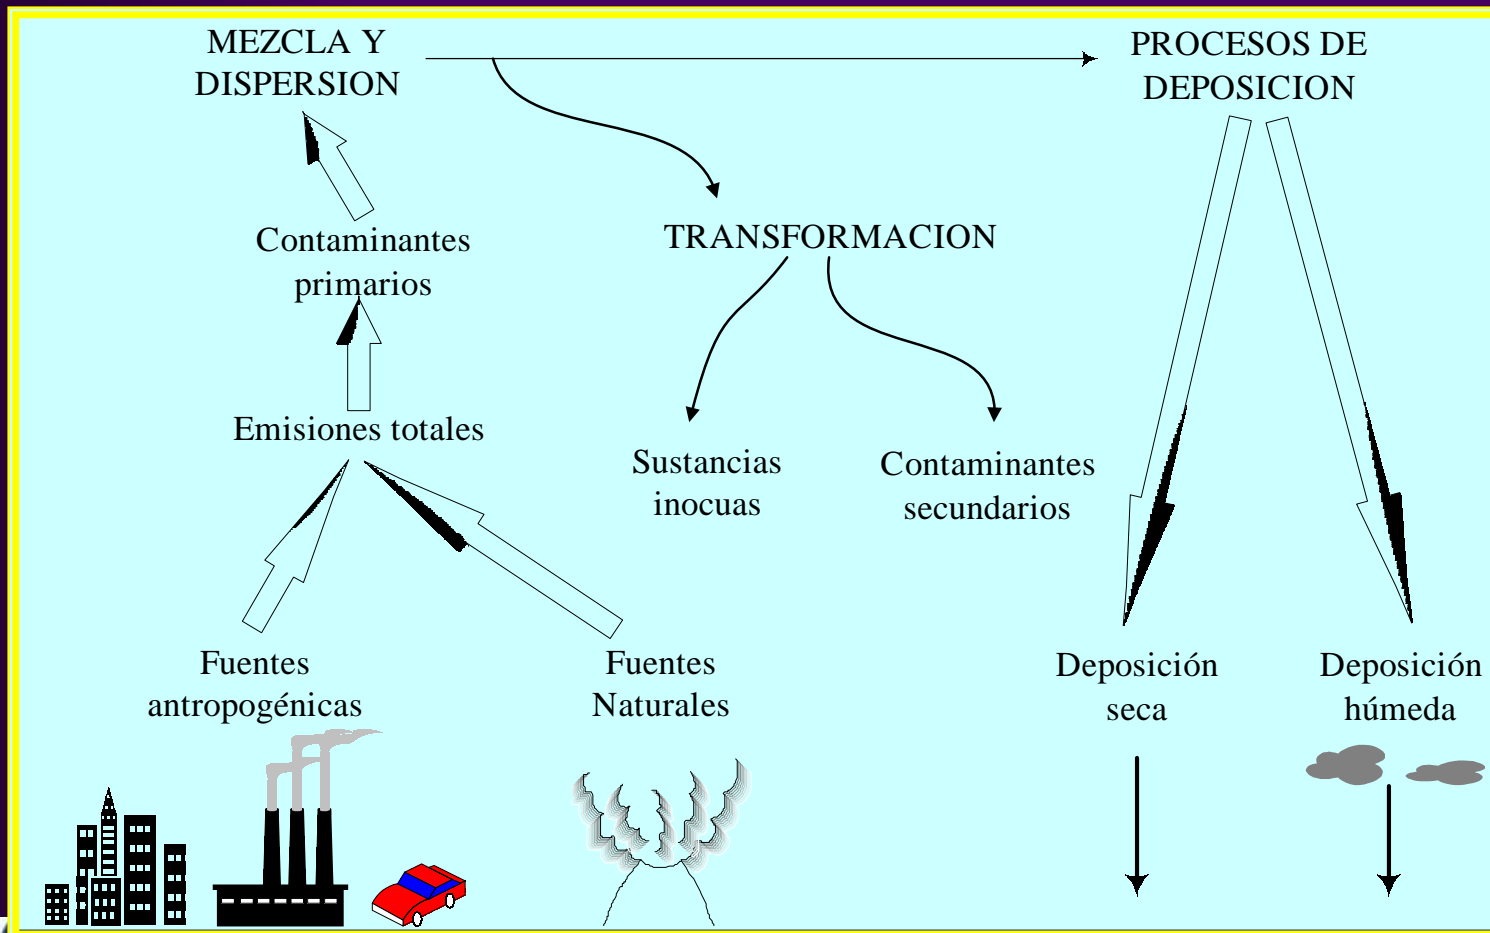 MEZCLA Y
DISPERSION
PROCESOS DE
DEPOSICION
Contaminantes
primarios
TRANSFORMACION
Emisiones totales
Sustancias
inocuas
Contaminantes
secundarios
Fuentes
antropogénicas
Fuentes
Naturales
Deposición
seca
Deposición
húmeda